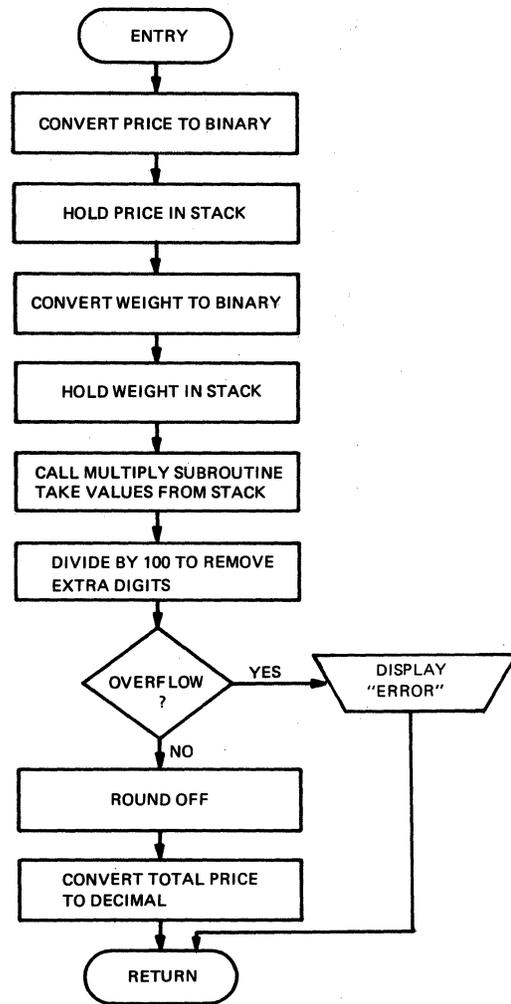 ENTRY
CONVERT PRICE TO BINARY
HOLD PRICE IN STACK
CONVERT WEIGHT TO BINARY
HOLD WEIGHT IN STACK
CALL MULTIPLY SUBROUTINE
TAKE VALUES FROM STACK
DIVIDE BY 100 TO REMOVE
EXTRA DIGITS
OVERFLOW
?
YES
DISPLAY
"ERROR"
NO
ROUND OFF
CONVERT TOTAL PRICE
TO DECIMAL
RETURN